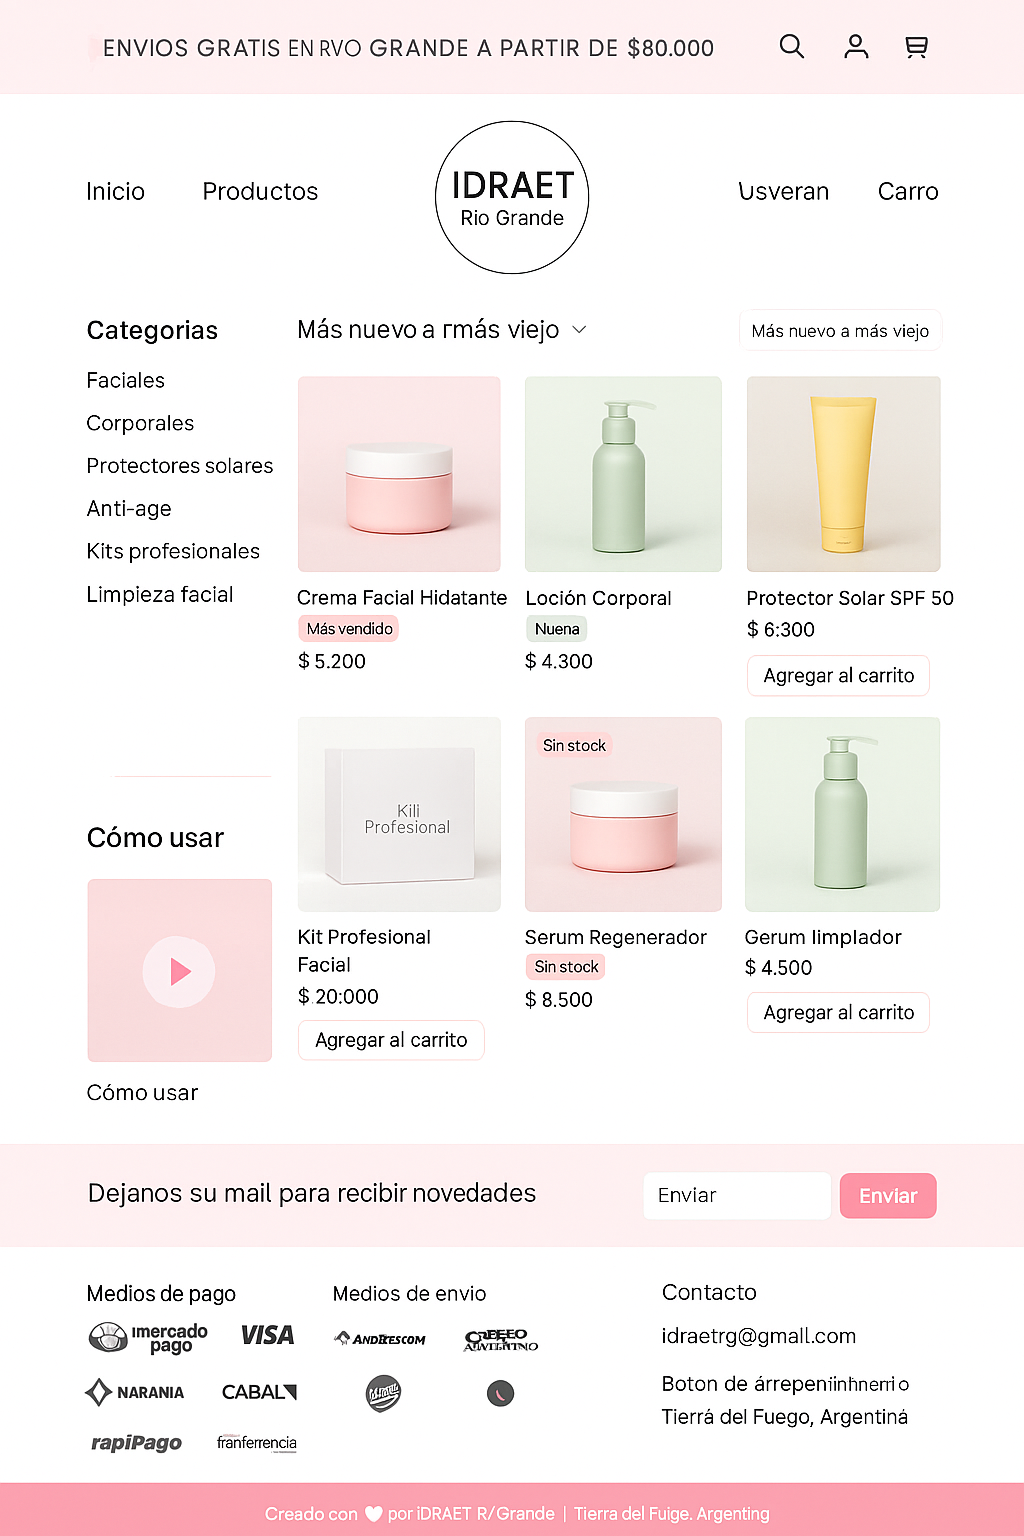 ENVIOS GRATIS EN RVO GRANDE A PARTIR DE $80.000
Inicio
Productos
IDRAET
Rio Grande
Usveran
Carro
Categorias
Faciales
Corporales
Protectores solares
Anti-age
Kits profesionales
Limpieza facial
Más nuevo a rmás viejo
Más nuevo a más viejo
Crema Facial Hidatante
Más vendido
$ 5.200
Loción Corporal
Nuena
$ 4.300
Protector Solar SPF 50
$ 6:300
Agregar al carrito
Kili
Profesional
Kit Profesional
Facial
$ 20:000
Agregar al carrito
Sin stock
Serum Regenerador
Sin stock
$ 8.500
Gerum limplador
$ 4.500
Agregar al carrito
Cómo usar
Cómo usar
Dejanos su mail para recibir novedades
Enviar
Enviar
Medios de pago
mercado
pago
VISA
NARANIA
CABAL
rapiPago
franferrencia
Medios de envio
Contacto
idraetrg@gmall.com
Boton de
Tierrá del Fuego, Argentiná
Creado con por iDRAET R/Grande | Tierra del Fuige. Argenting